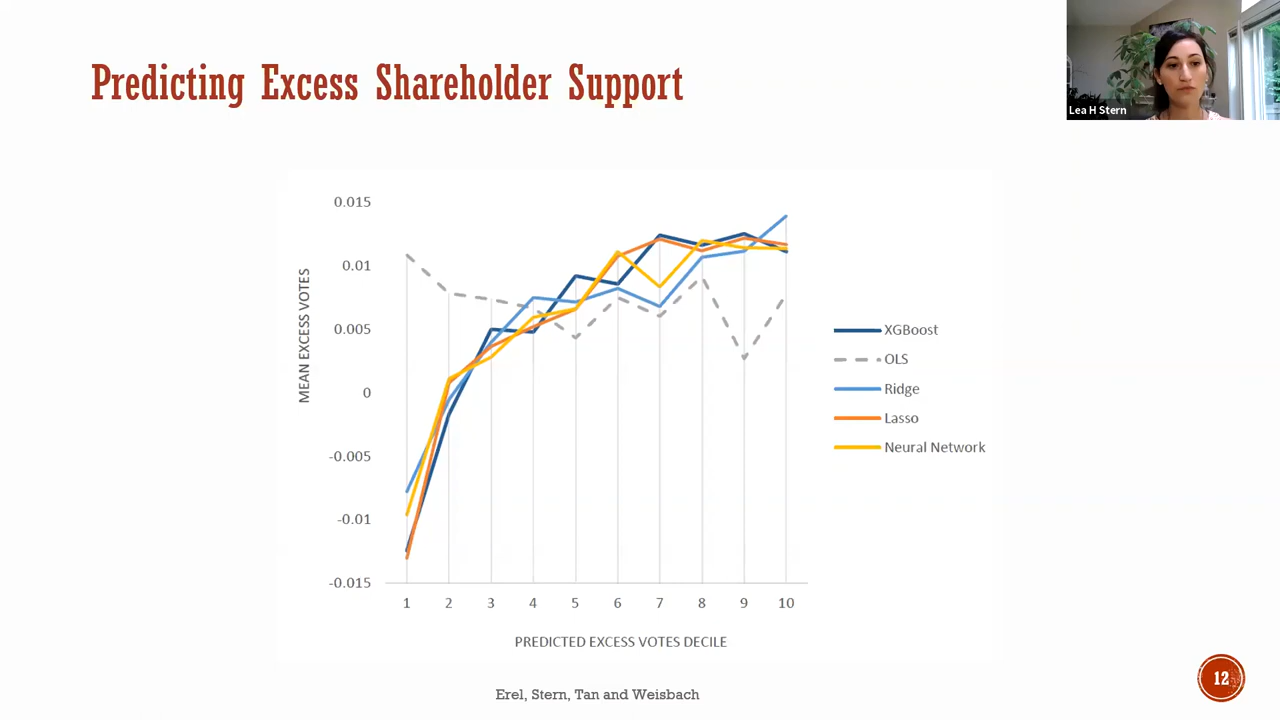 Predicting Excess Shareholder Support
Lea H Stern
MEAN EXCESS VOTES
0.015
0.01
0.005
0
-0.005
-0.01
-0.015
1 2 3 4 5 6 7 8 9 10
PREDICTED EXCESS VOTES DECILE
XGBoost
OLS
Ridge
Lasso
Neural Network
Erel, Stern, Tan and Weisbach
12